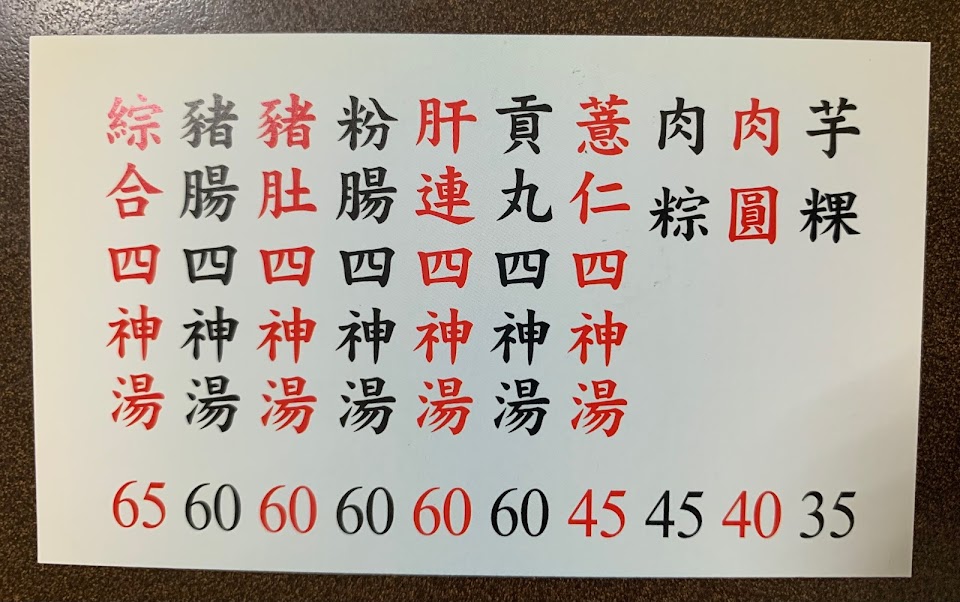 芋粿 35
肉圓 40
肉粽 45
薏仁四神湯 45
貢丸四神湯 60
肝連四神湯 60
粉腸四神湯 60
豬肚四神湯 60
豬腸四神湯 60
綜合四神湯 65